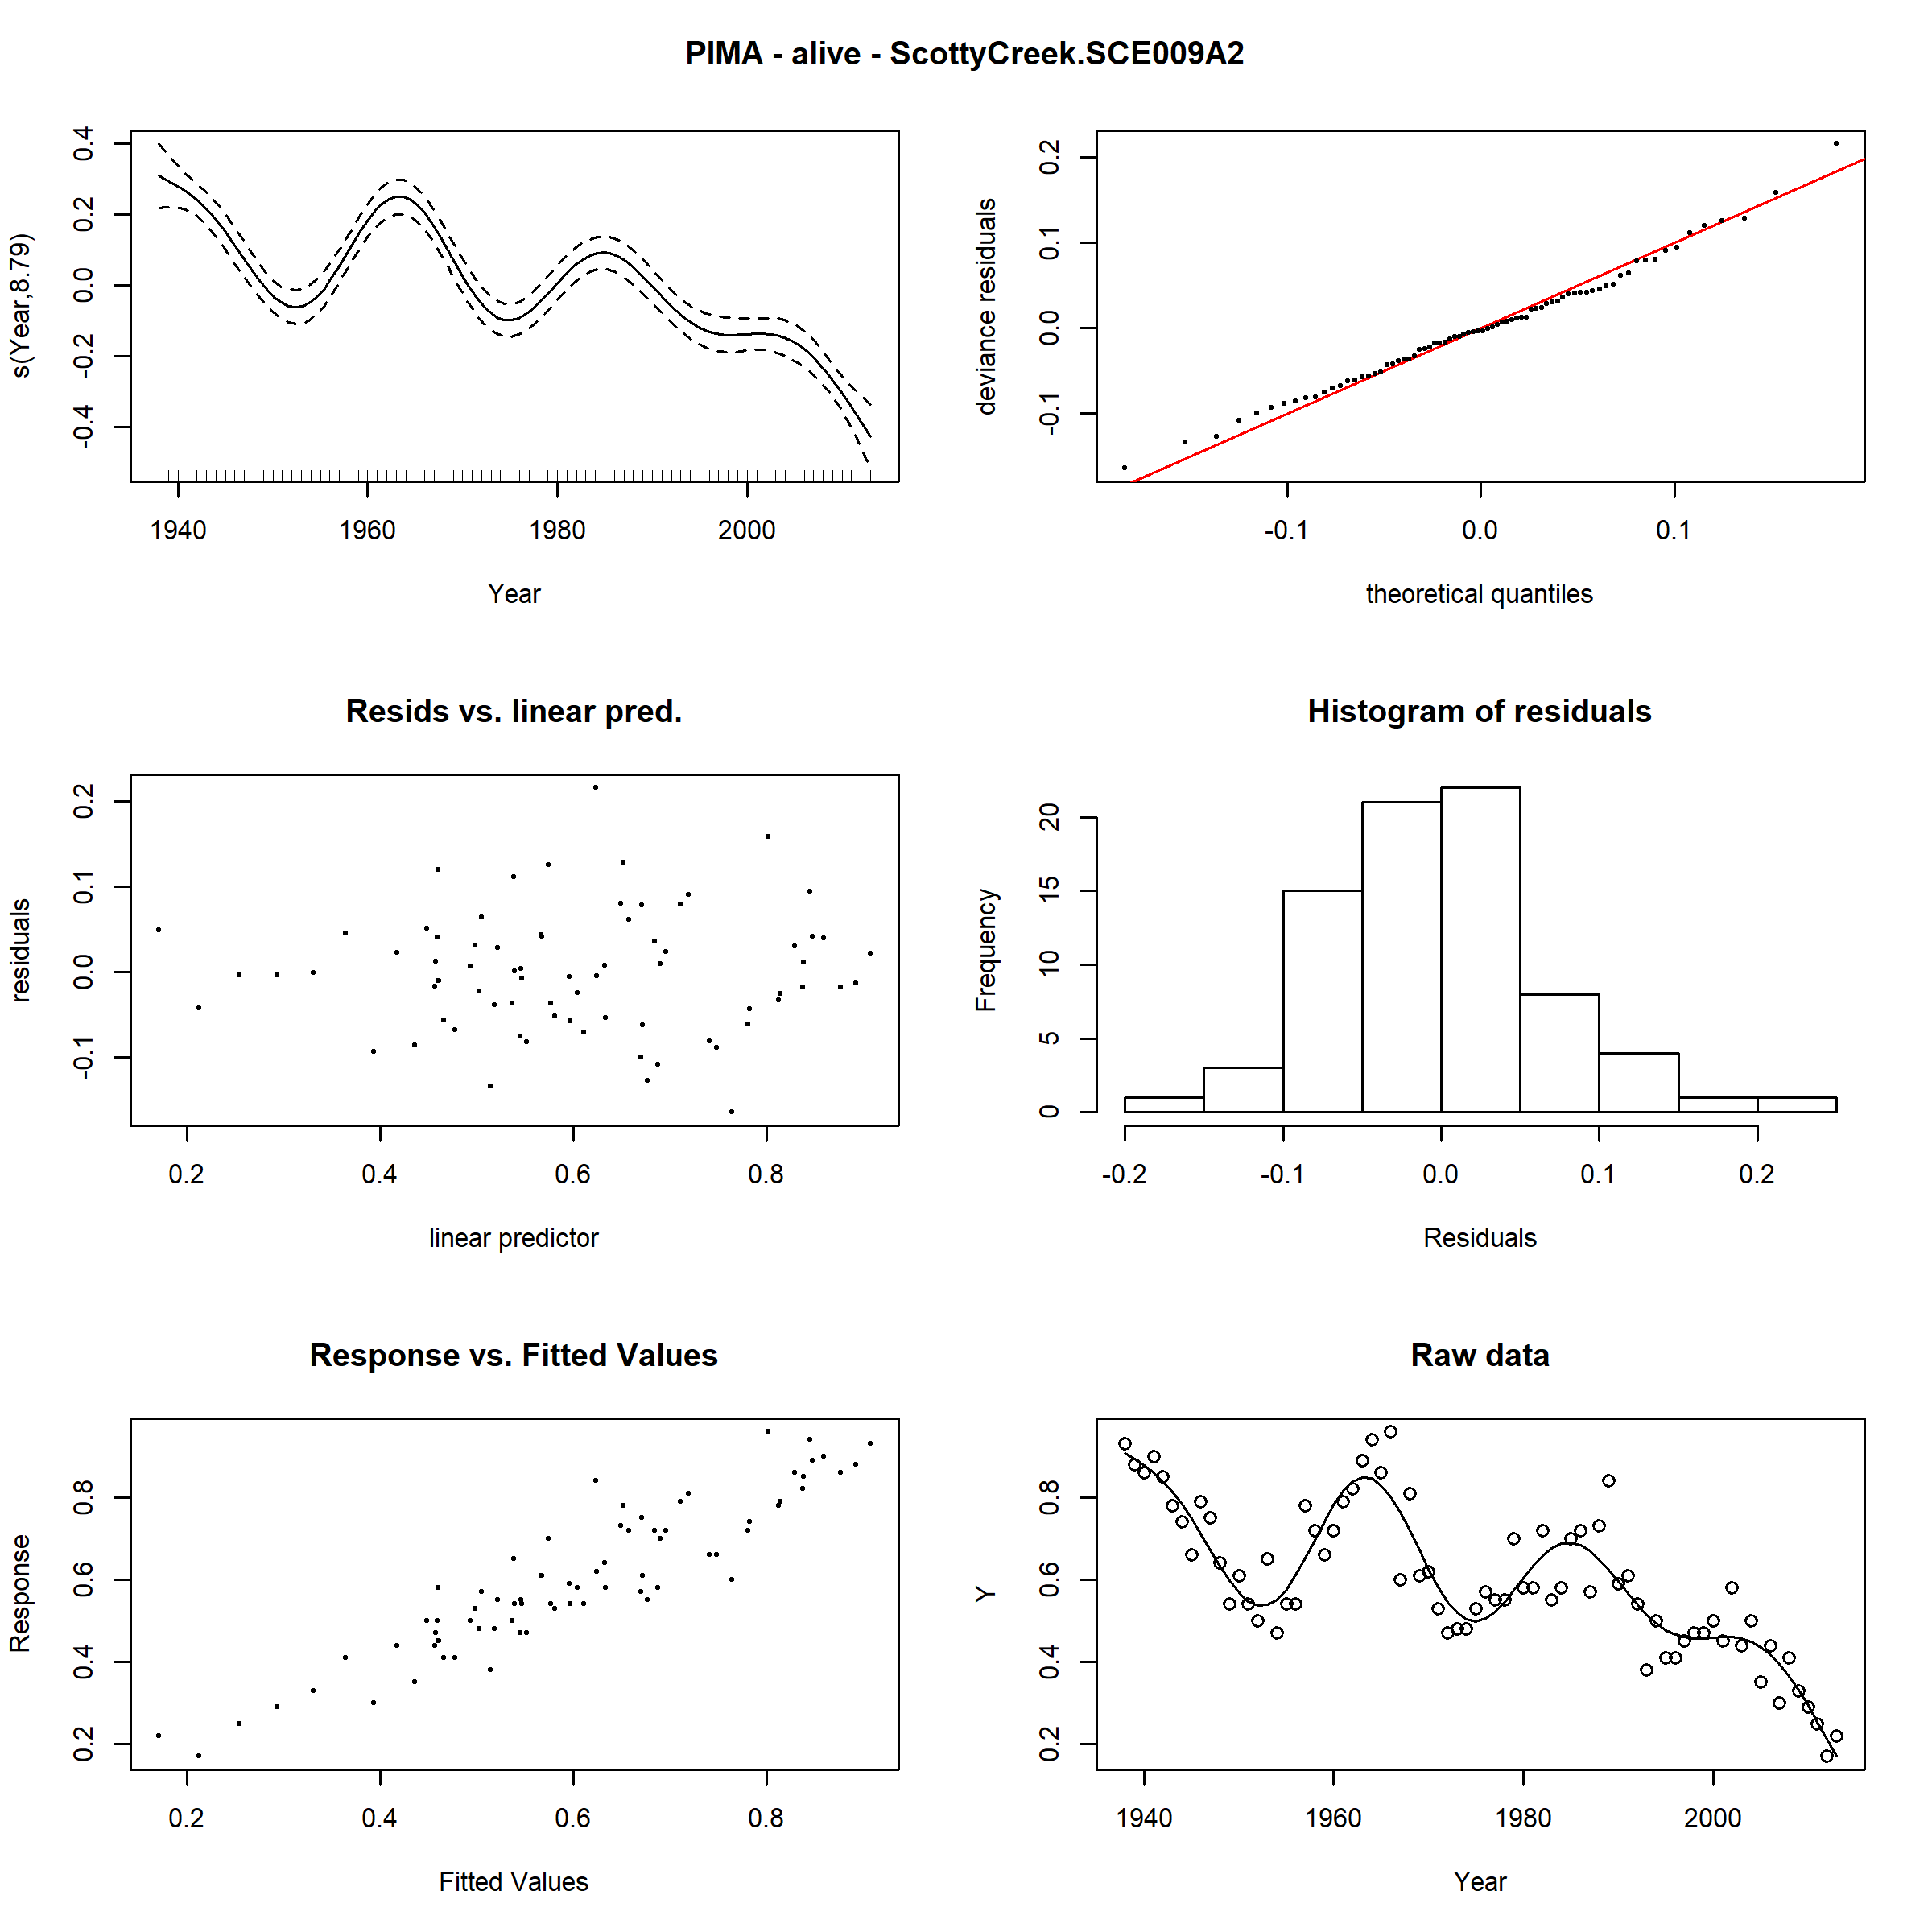 PIMA - alive - ScottyCreek.SCE009A2
s(Year,8.79)
0.4
0.2
0.0
-0.2
-0.4
1940 1960 1980 2000
Year
deviance residuals
0.2
0.1
0.0
-0.1
-0.1 0.0 0.1
theoretical quantiles
Resids vs. linear pred.
residuals
0.2
0.1
0.0
-0.1
0.2 0.4 0.6 0.8
linear predictor
Histogram of residuals
Frequency
20
15
10
5
0
-0.2 -0.1 0.0 0.1 0.2
Residuals
Response vs. Fitted Values
Response
0.8
0.6
0.4
0.2
0.2 0.4 0.6 0.8
Fitted Values
Raw data
Y
0.8
0.6
0.4
0.2
1940 1960 1980 2000
Year